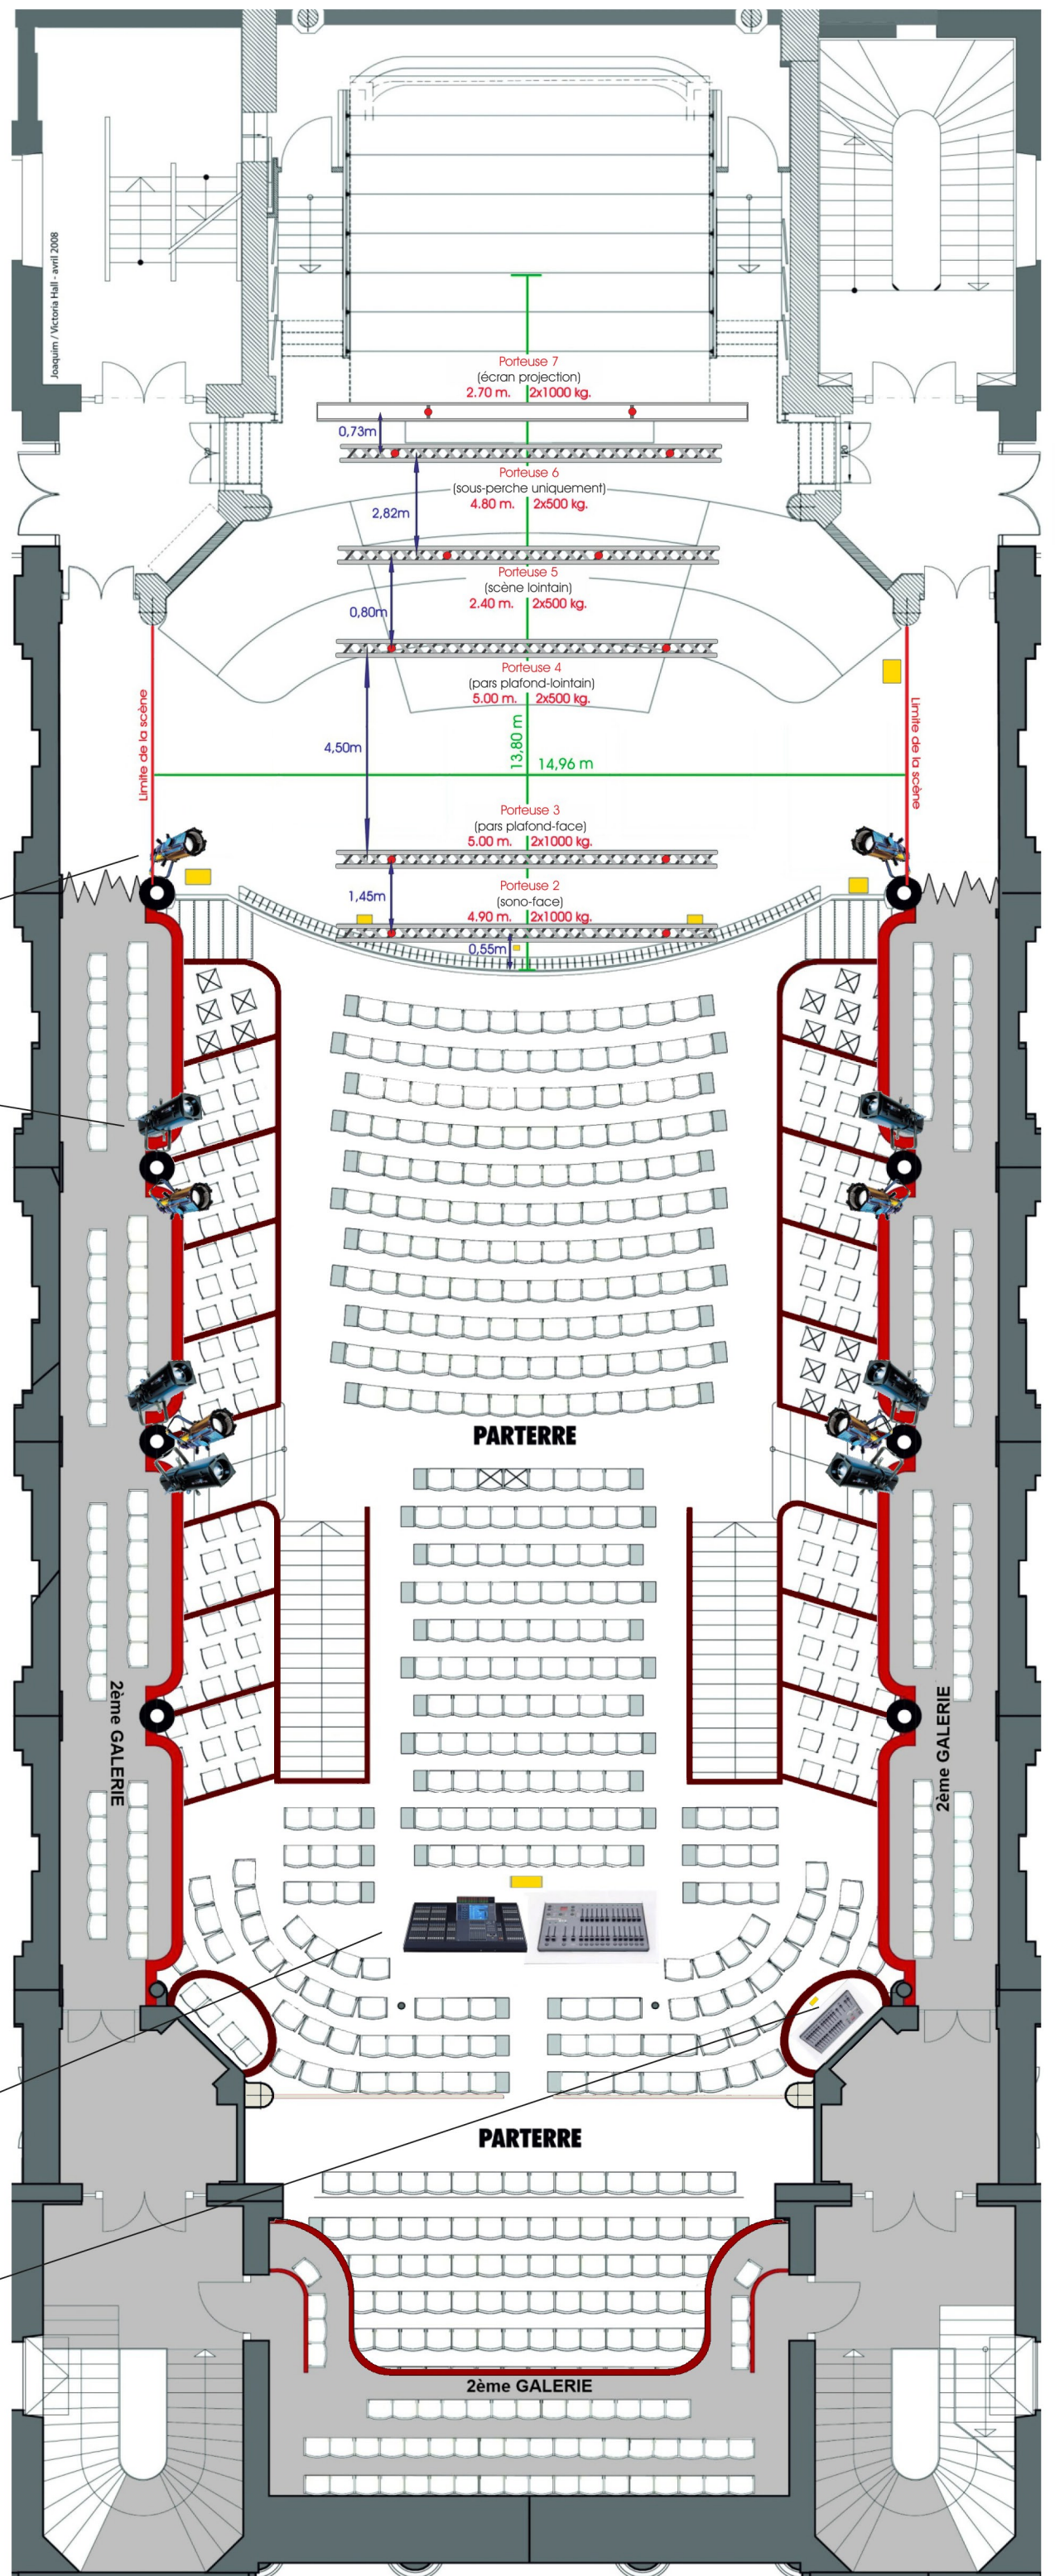 Joaquim / Victoria Hall - avril 2008
Porteuse 7
(écran projection)
2.70 m. 2x1000 kg.
0,73m
Porteuse 6
(sous-perche uniquement)
4.80 m. 2x500 kg.
2,82m
Porteuse 5
(scène lointain)
2.40 m. 2x500 kg.
0,80m
Porteuse 4
(pars plafond-lointain)
5.00 m. 2x500 kg.
Limite de la scène
Limite de la scène
13,80 m
4,50m
14,96 m
Porteuse 3
(pars plafond-face)
5.00 m. 2x1000 kg.
1,45m
Porteuse 2
(sono-face)
4.90 m. 2x1000 kg.
0,55m
PARTERRE
2ème GALERIE
2ème GALERIE
PARTERRE
2ème GALERIE